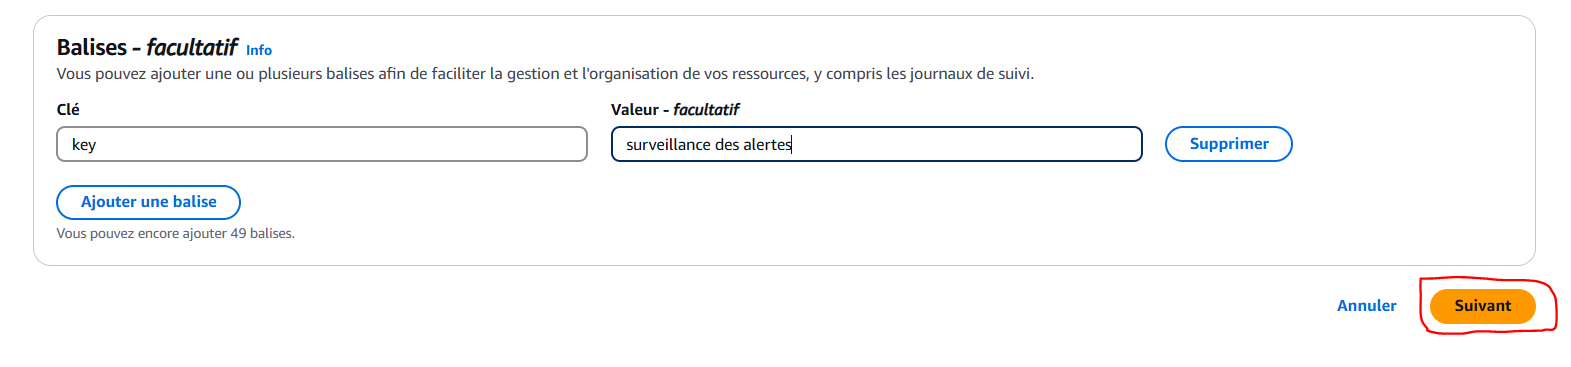 Balises - facultatif Info
Vous pouvez ajouter une ou plusieurs balises afin de faciliter la gestion et l'organisation de vos ressources, y compris les journaux de suivi.
Clé Valeur - facultatif
key surveillance des alertes Supprimer
Ajouter une balise
Vous pouvez encore ajouter 49 balises.
Annuler Suivant